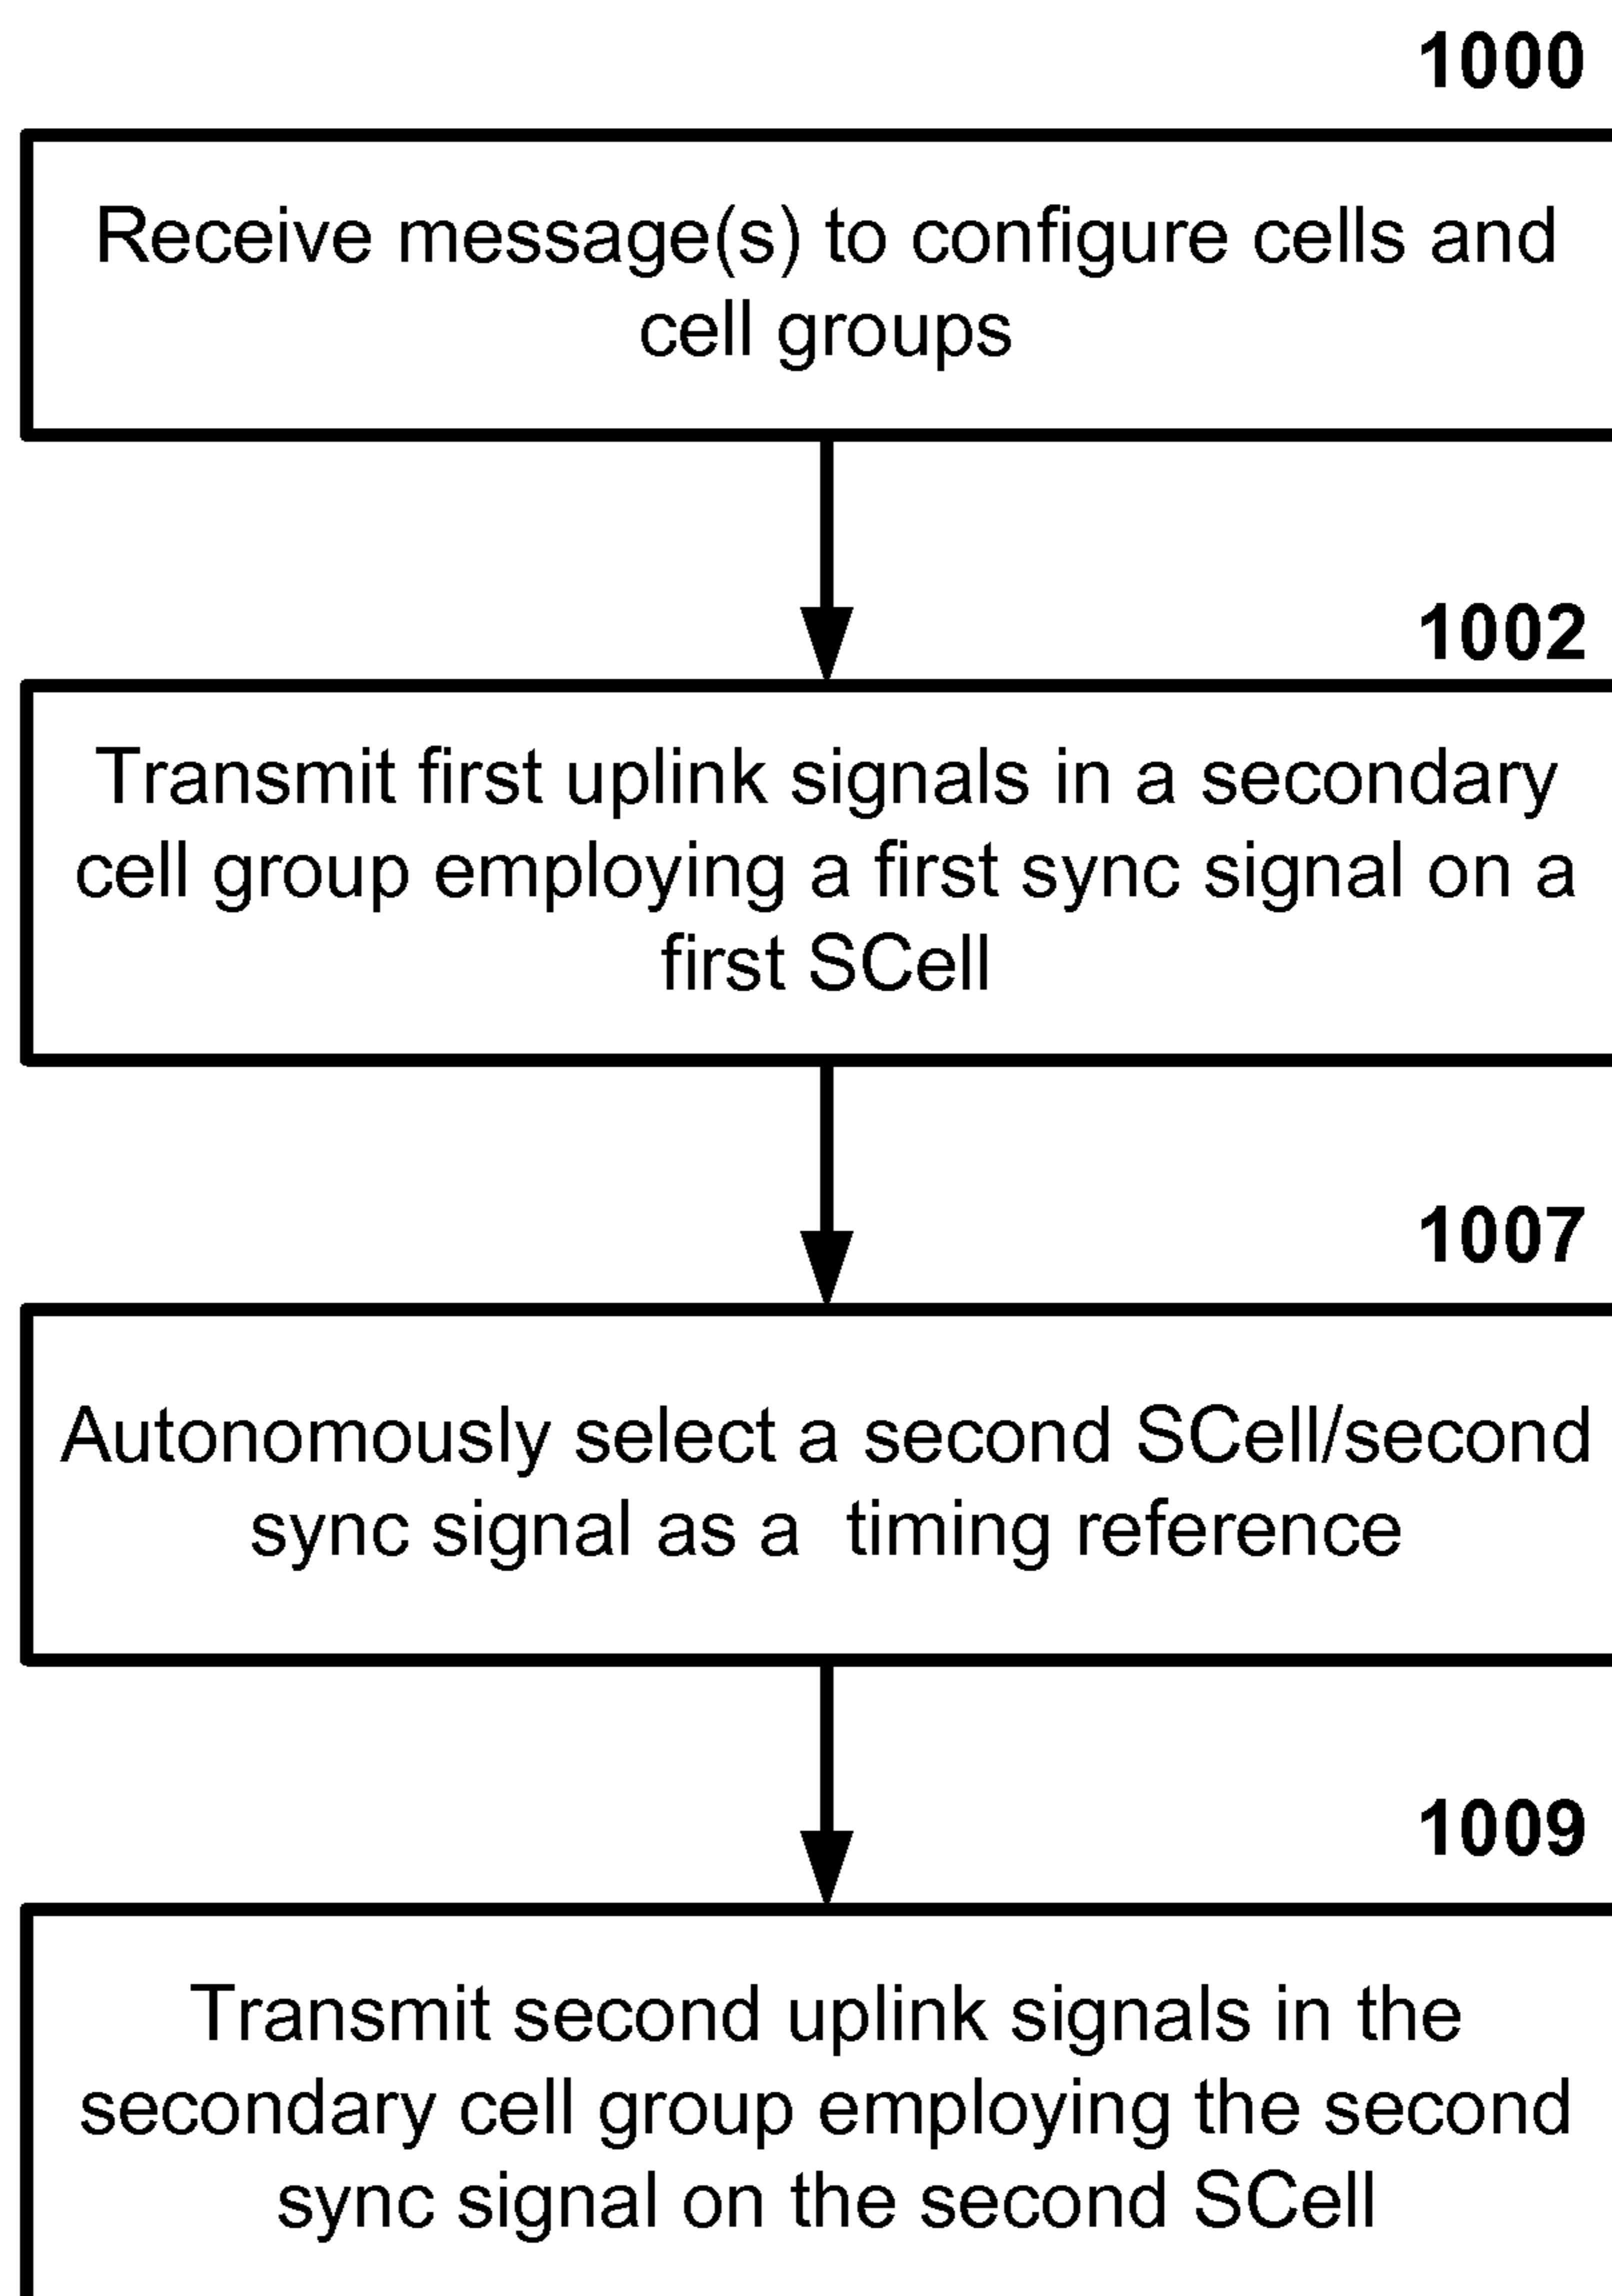 1000
Receive message(s) to configure cells and
cell groups
1002
Transmit first uplink signals in a secondary
cell group employing a first sync signal on a
first SCell
1007
Autonomously select a second SCell/second
sync signal as a timing reference
1009
Transmit second uplink signals in the
secondary cell group employing the second
sync signal on the second SCell